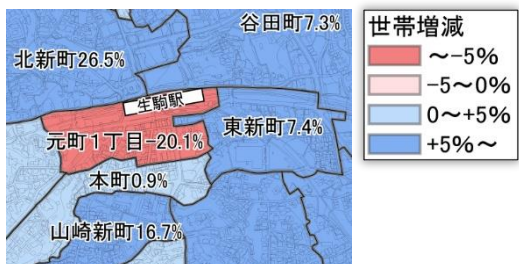 谷田町7.3%
北新町26.5%
生駒駅
元町1丁目-20.1%
東新町7.4%
本町0.9%
山崎新町16.7%
世帯増減
～-5%
-5～0%
0～+5%
+5%～